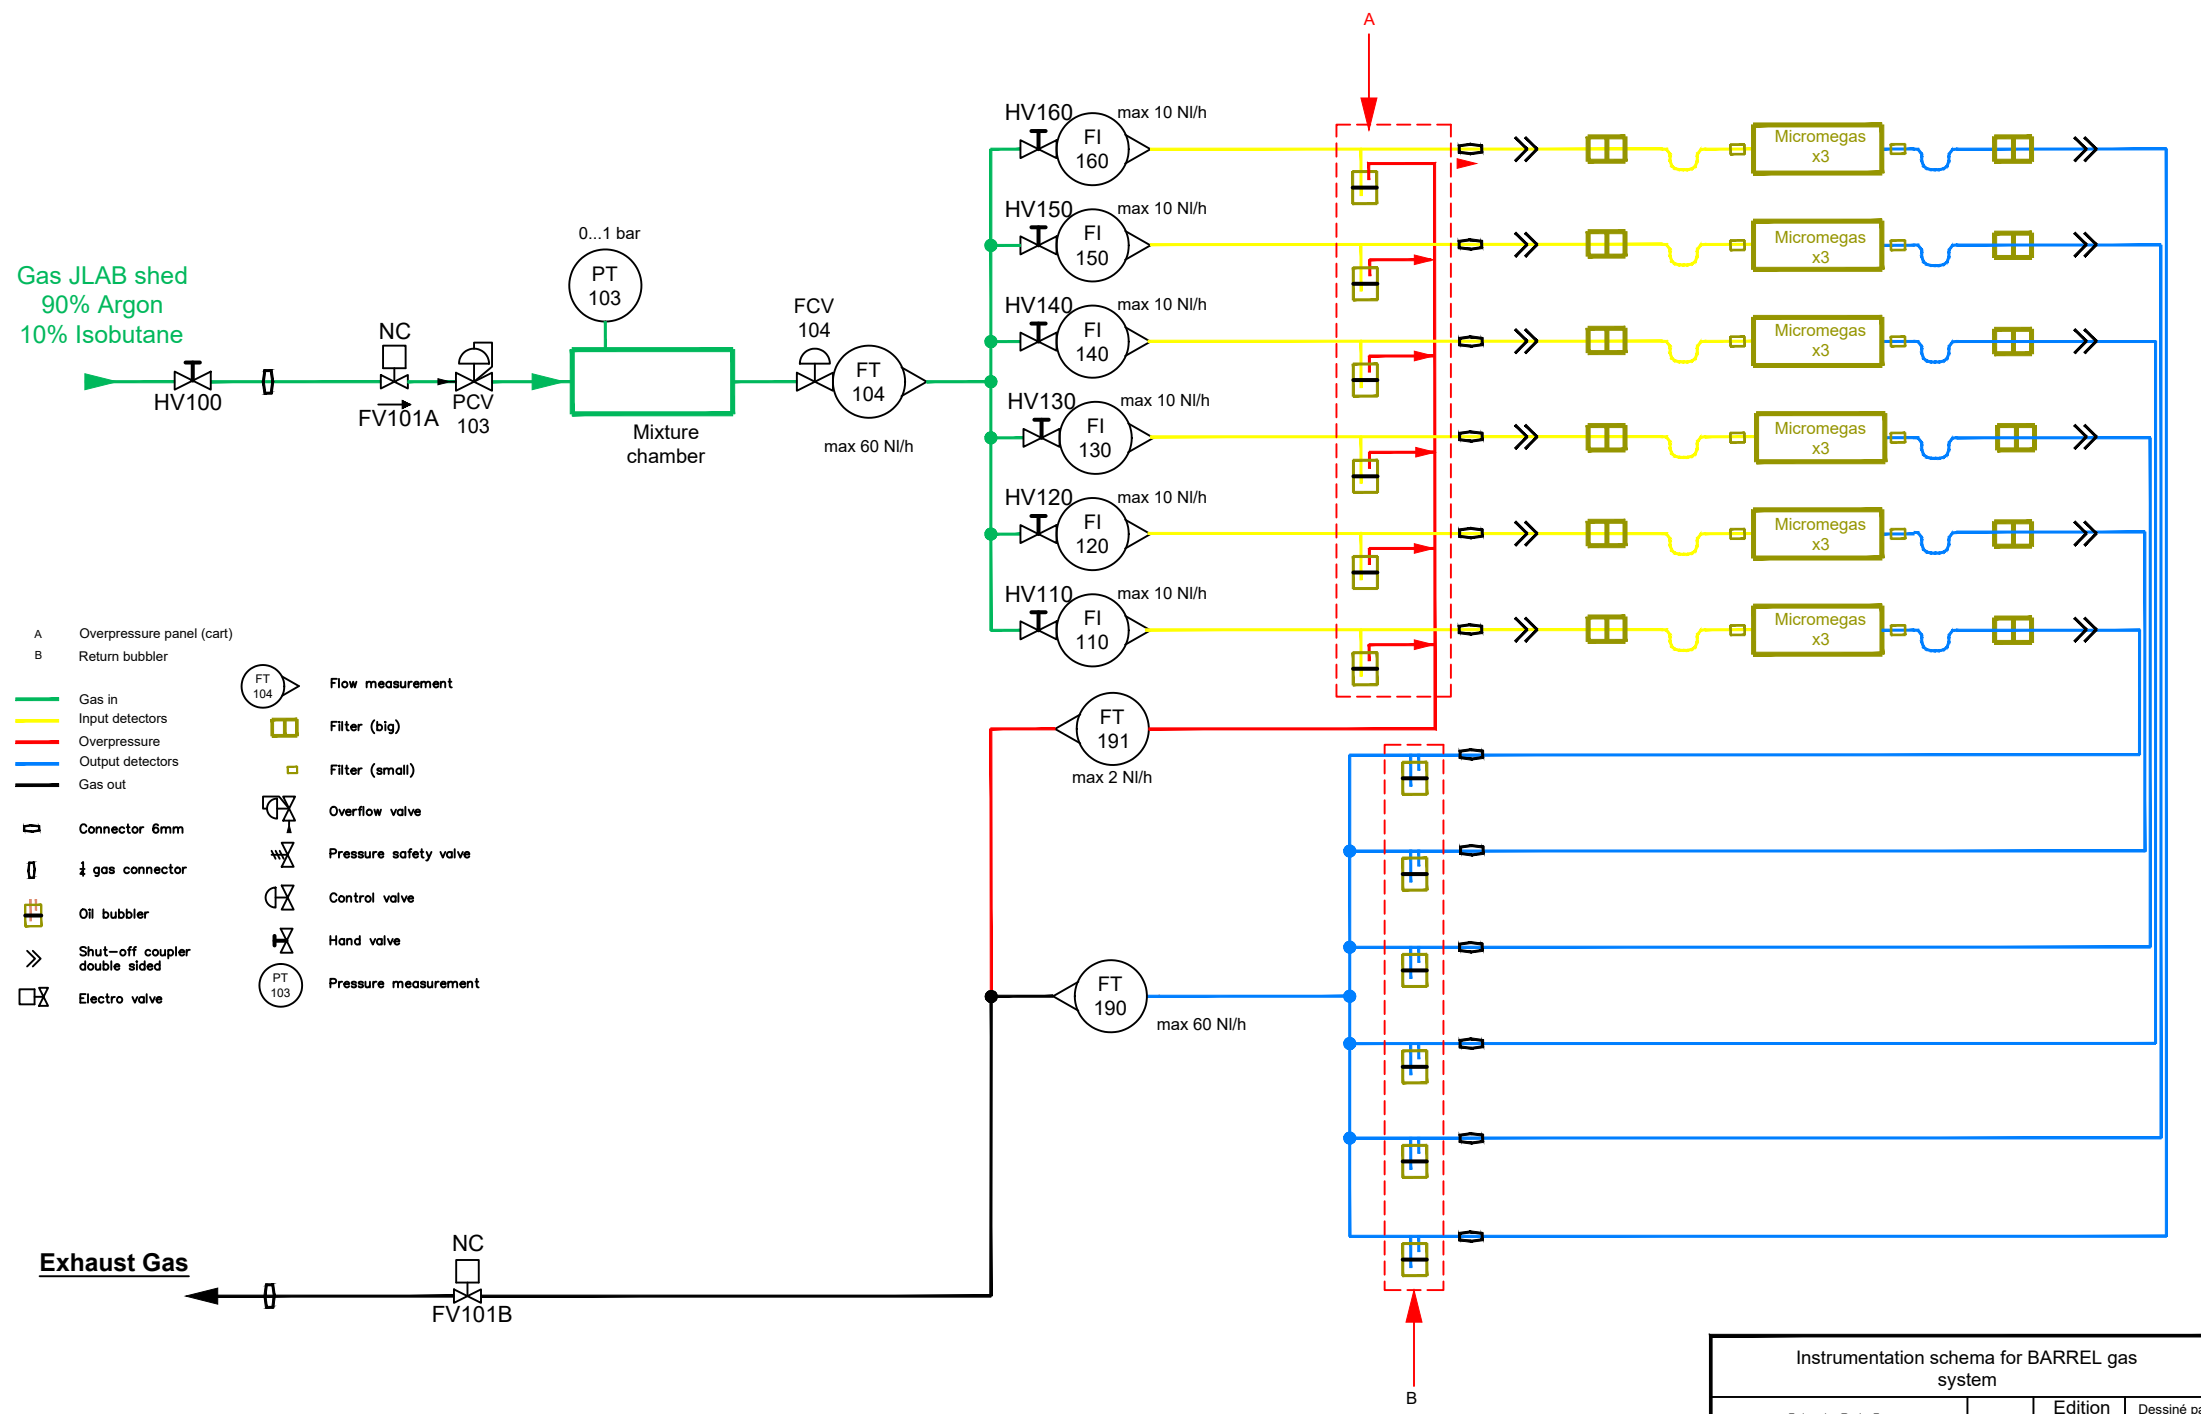 A
HV160
max 10 Nl/h
FI
160
Micromegas
x3
HV150
max 10 Nl/h
FI
150
Micromegas
x3
0...1 bar
PT
103
Gas JLAB shed
90% Argon
10% Isobutane
HV100
NC
FV101A
PCV
103
Mixture
chamber
FCV
104
FT
104
max 60 Nl/h
HV140
max 10 Nl/h
FI
140
Micromegas
x3
HV130
max 10 Nl/h
FI
130
Micromegas
x3
HV120
max 10 Nl/h
FI
120
Micromegas
x3
HV110
max 10 Nl/h
FI
110
Micromegas
x3
A Overpressure panel (cart)
B Return bubbler
Gas in
Input detectors
Overpressure
Output detectors
Gas out
Connector 6mm
gas connector
Oil bubbler
Shut-off coupler
double sided
Electro valve
FT
104
Flow measurement
Filter (big)
Filter (small)
Overflow valve
Pressure safety valve
Control valve
Hand valve
PT
103
Pressure measurement
FT
191
max 2 Nl/h
FT
190
max 60 Nl/h
Exhaust Gas
NC
FV101B
B
Instrumentation schema for BARREL gas
system
Edition
Dessiné pa